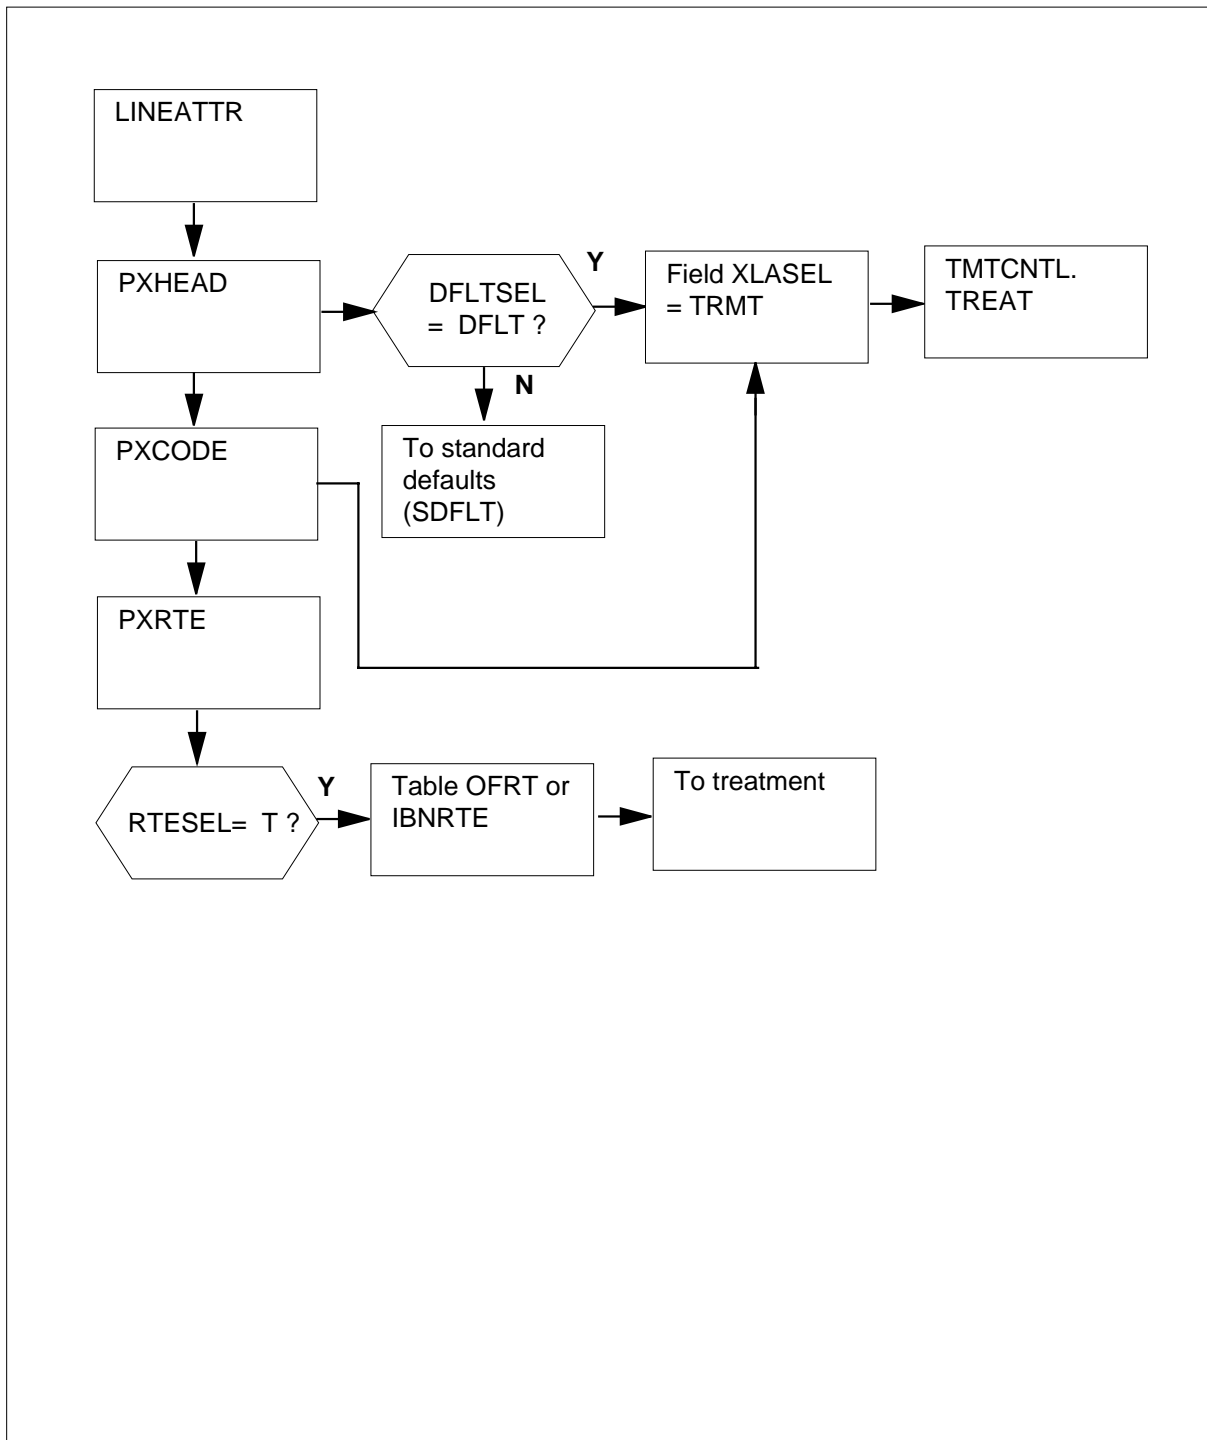 LINEATTR
PXHEAD
DFLTSEL
= DFLT ?
Y
Field XLASEL
= TRMT
TMTCNTL.
TREAT
N
PXCODE
To standard
defaults
(SDFLT)
PXRTE
RTESEL= T ?
Y
Table OFRT or
IBNRTE
To treatment